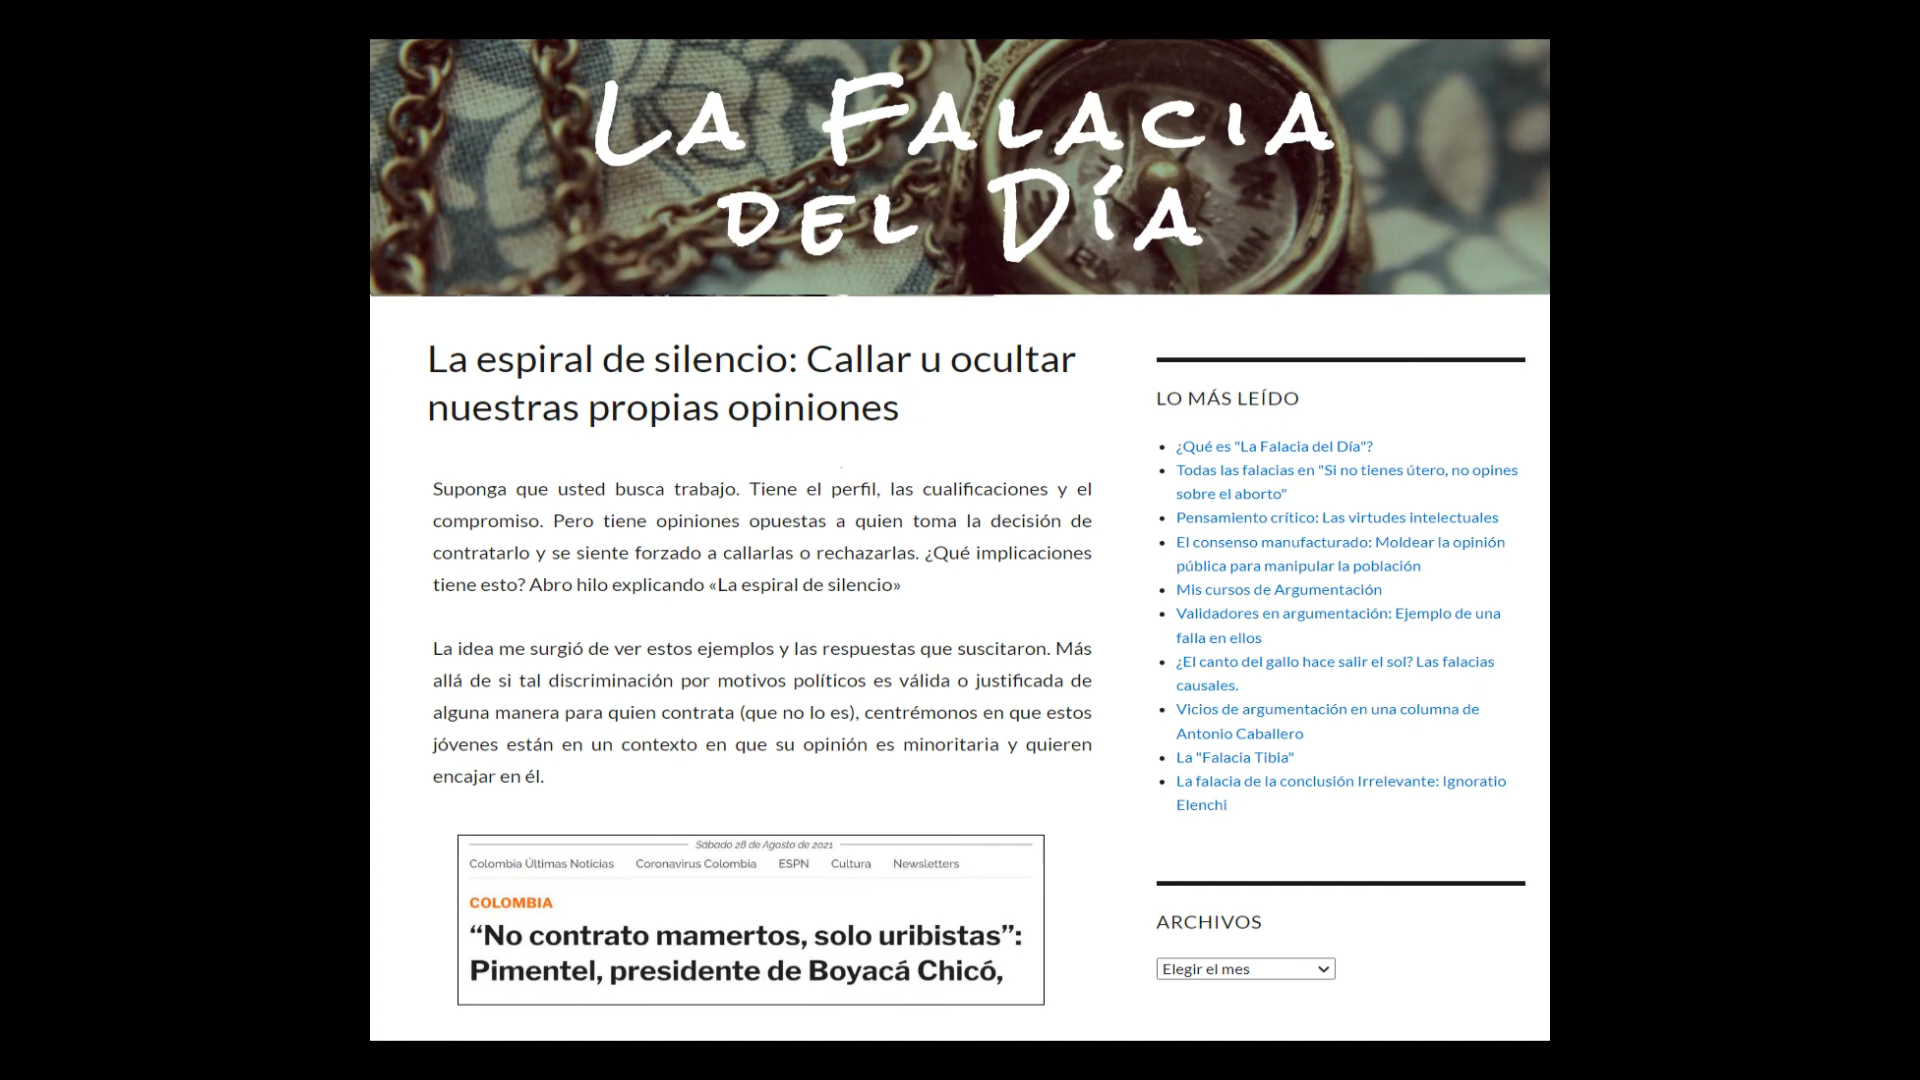 La Falacia
del Día
La espiral de silencio: Callar u ocultar
nuestras propias opiniones
Suponga que usted busca trabajo. Tiene el perfil, las cualificaciones y el
compromiso. Pero tiene opiniones opuestas a quien toma la decisión de
contratarlo y se siente forzado a callarlas o rechazarlas. ¿Qué implicaciones
tiene esto? Abro hilo explicando «La espiral de silencio»
La idea me surgió de ver estos ejemplos y las respuestas que suscitaron. Más
allá de si tal discriminación por motivos políticos es válida o justificada de
alguna manera para quien contrata (que no lo es), centrémonos en que estos
jóvenes están en un contexto en que su opinión es minoritaria y quieren
encajar en él.
Sábado 28 de Agosto de 2021
Colombia Últimas Noticias Coronavirus Colombia ESPN Cultura Newsletters
COLOMBIA
“No contrato mamertos, solo uribistas”:
Pimentel, presidente de Boyacá Chicó,
LO MÁS LEÍDO
¿Qué es "La Falacia del Día"?
Todas las falacias en "Si no tienes útero, no opines
sobre el aborto"
Pensamiento crítico: Las virtudes intelectuales
El consenso manufacturado: Moldear la opinión
pública para manipular la población
Mis cursos de Argumentación
Validadores en argumentación: Ejemplo de una
falla en ellos
¿El canto del gallo hace salir el sol? Las falacias
causales.
Vicios de argumentación en una columna de
Antonio Caballero
La "Falacia Tibia"
La falacia de la conclusión Irrelevante: Ignoratio
Elenchi
ARCHIVOS
Elegir el mes